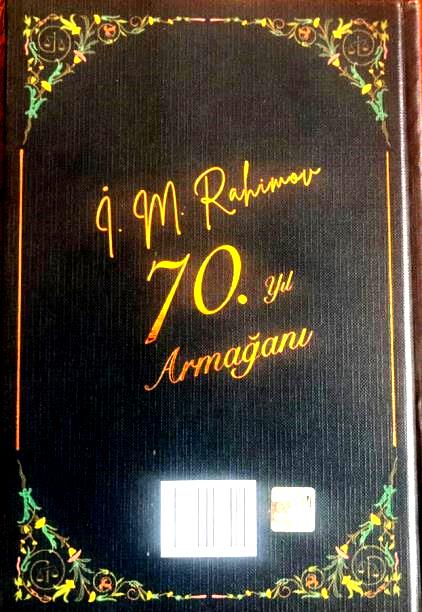 İ. M. Rahimov
70. Yıl
Armağanı